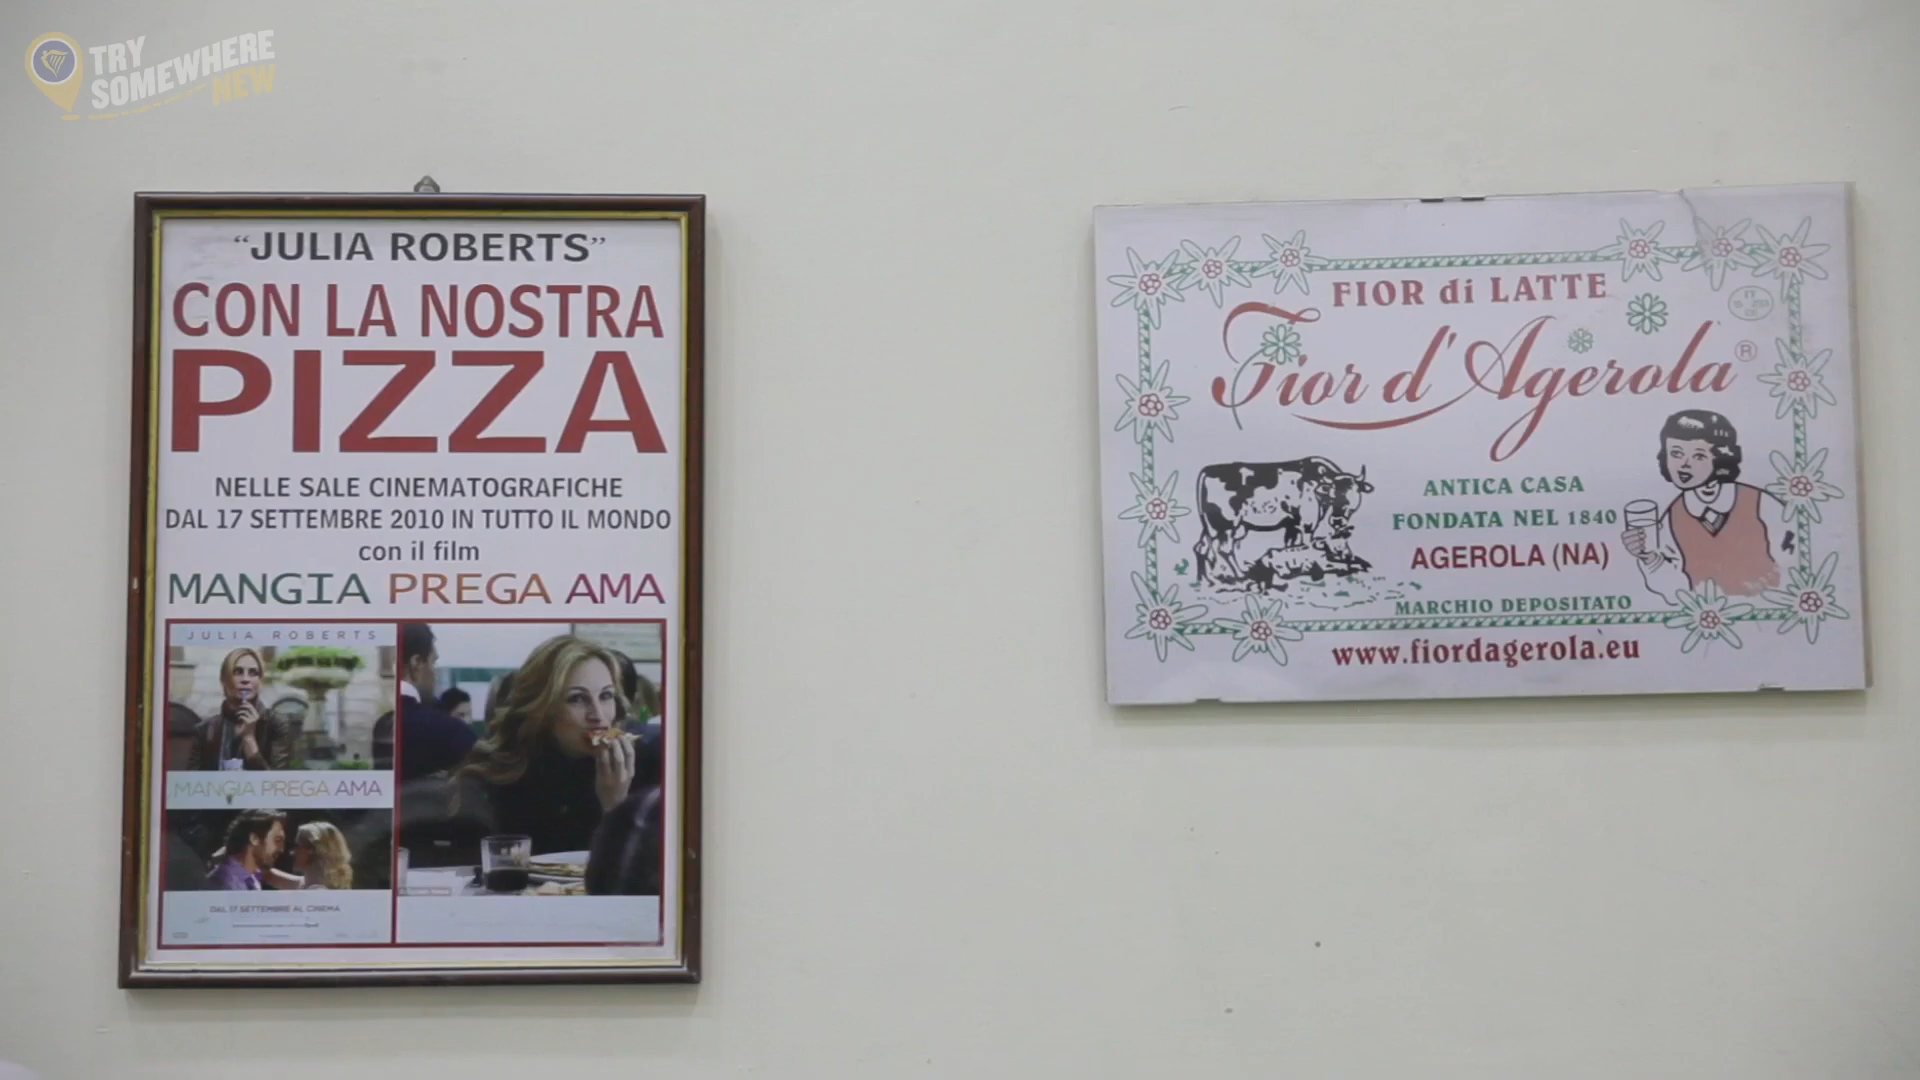 TRY
SOMEWHERE
NEW
“JULIA ROBERTS”
CON LA NOSTRA
PIZZA
NELLE SALE CINEMATOGRAFICHE
DAL 17 SETTEMBRE 2010 IN TUTTO IL MONDO
con il film
MANGIA PREGA AMA
JULIA ROBERTS
MANGIA PREGA AMA
DAL 17 SETTEMBRE AL CINEMA
FIOR di LATTE
Fior d'Agerola ®
ANTICA CASA
FONDATA NEL 1840
AGEROLA (NA)
MARCHIO DEPOSITATO
www.fiordagerola.eu